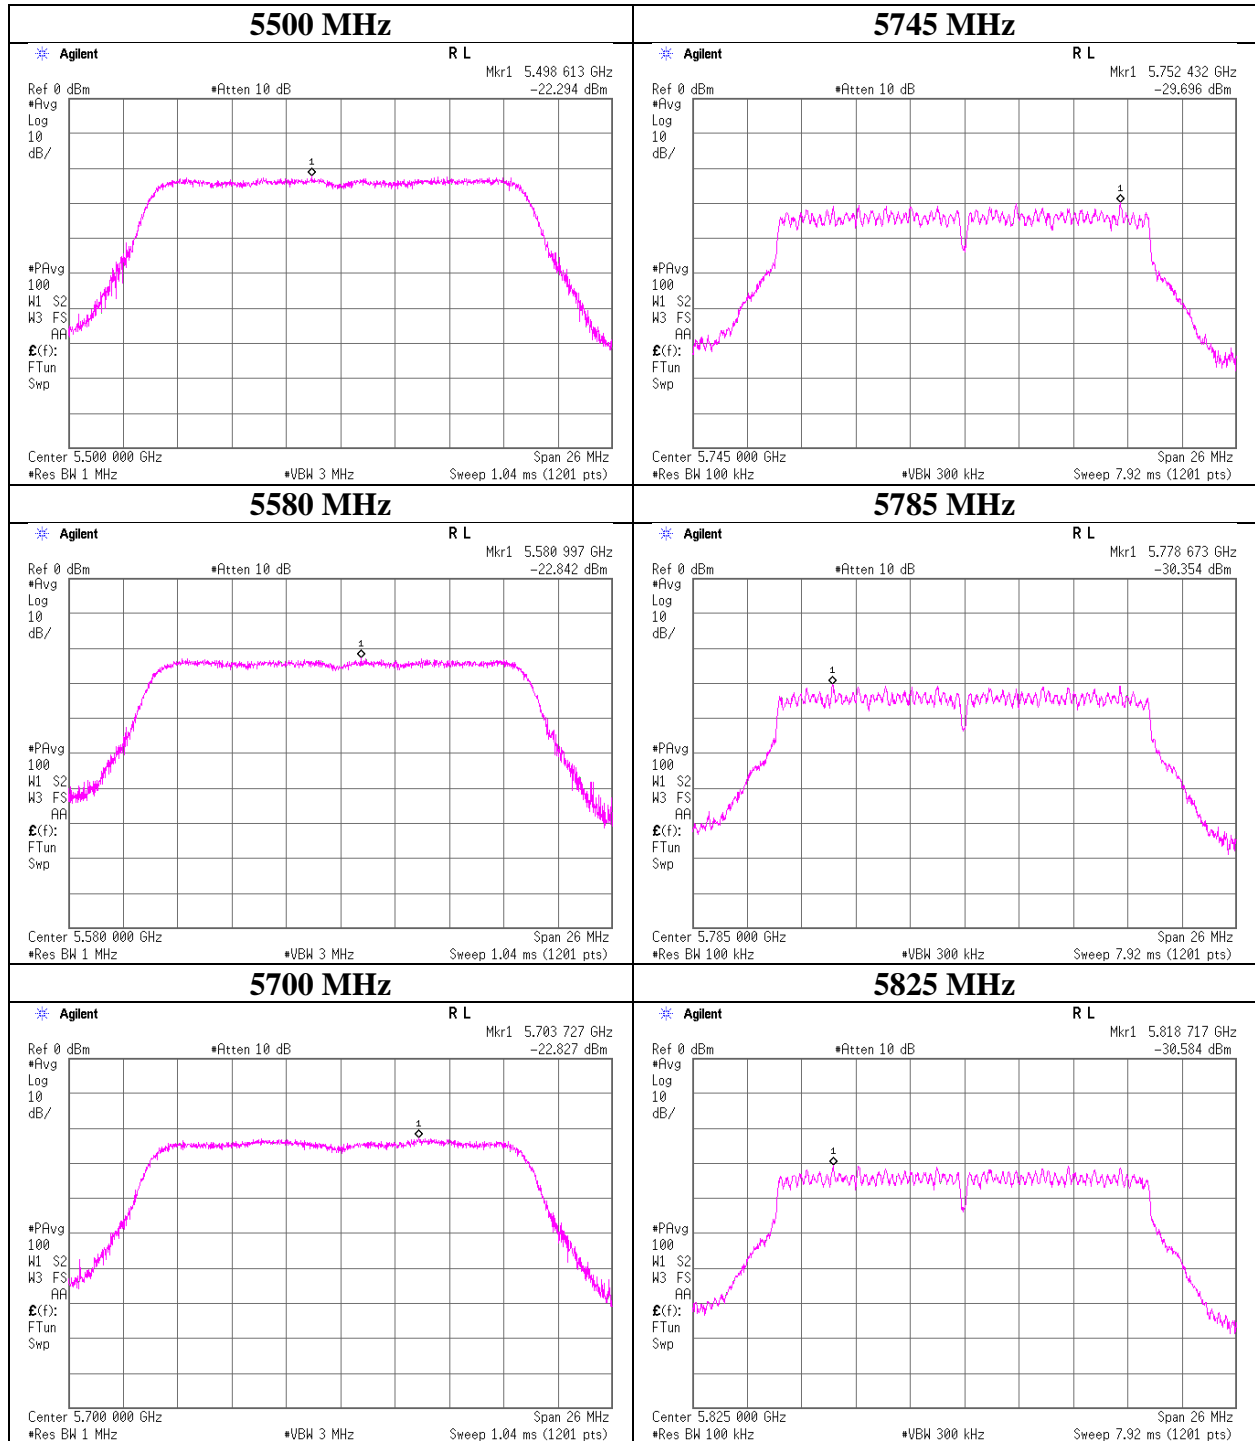 5500 MHz
Agilent R L
Mkr1 5.498 613 GHz
Ref 0 dBm #Atten 10 dB -22.294 dBm
#Avg
Log
10
dB/
1
#PAvg
100
W1 S2
W3 FS
AA
£(f):
FTun
Swp
Center 5.500 000 GHz Span 26 MHz
#Res BW 1 MHz #VBW 3 MHz Sweep 1.04 ms (1201 pts)
5745 MHz
Agilent R L
Mkr1 5.752 432 GHz
Ref 0 dBm #Atten 10 dB -29.696 dBm
#Avg
Log
10
dB/
1
#PAvg
100
W1 S2
W3 FS
AA
£(f):
FTun
Swp
Center 5.745 000 GHz Span 26 MHz
#Res BW 100 kHz #VBW 300 kHz Sweep 7.92 ms (1201 pts)
5580 MHz
Agilent R L
Mkr1 5.580 997 GHz
Ref 0 dBm #Atten 10 dB -22.842 dBm
#Avg
Log
10
dB/
1
#PAvg
100
W1 S2
W3 FS
AA
£(f):
FTun
Swp
Center 5.580 000 GHz Span 26 MHz
#Res BW 1 MHz #VBW 3 MHz Sweep 1.04 ms (1201 pts)
5785 MHz
Agilent R L
Mkr1 5.778 673 GHz
Ref 0 dBm #Atten 10 dB -30.354 dBm
#Avg
Log
10
dB/
1
#PAvg
100
W1 S2
W3 FS
AA
£(f):
FTun
Swp
Center 5.785 000 GHz Span 26 MHz
#Res BW 100 kHz #VBW 300 kHz Sweep 7.92 ms (1201 pts)
5700 MHz
Agilent R L
Mkr1 5.703 727 GHz
Ref 0 dBm #Atten 10 dB -22.827 dBm
#Avg
Log
10
dB/
1
#PAvg
100
W1 S2
W3 FS
AA
£(f):
FTun
Swp
Center 5.700 000 GHz Span 26 MHz
#Res BW 1 MHz #VBW 3 MHz Sweep 1.04 ms (1201 pts)
5825 MHz
Agilent R L
Mkr1 5.818 717 GHz
Ref 0 dBm #Atten 10 dB -30.584 dBm
#Avg
Log
10
dB/
1
#PAvg
100
W1 S2
W3 FS
AA
£(f):
FTun
Swp
Center 5.825 000 GHz Span 26 MHz
#Res BW 100 kHz #VBW 300 kHz Sweep 7.92 ms (1201 pts)